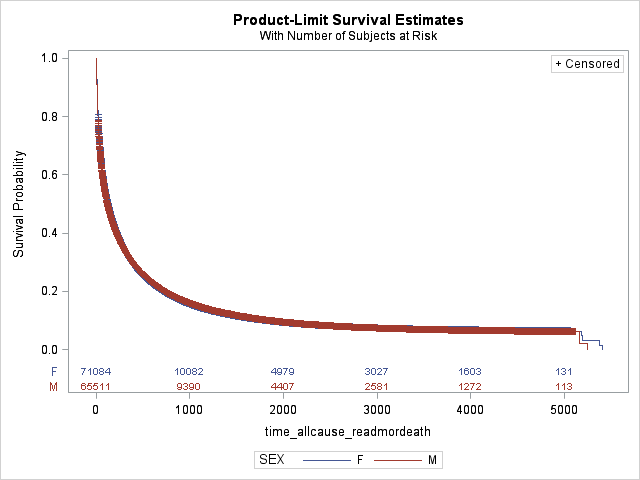 Product-Limit Survival Estimates
With Number of Subjects at Risk
+ Censored
1.0
0.8
0.6
0.4
0.2
0.0
Survival Probability
F 71084 10082 4979 3027 1603 131
M 65511 9390 4407 2581 1272 113
0 1000 2000 3000 4000 5000
time_allcause_readmordeath
SEX F M